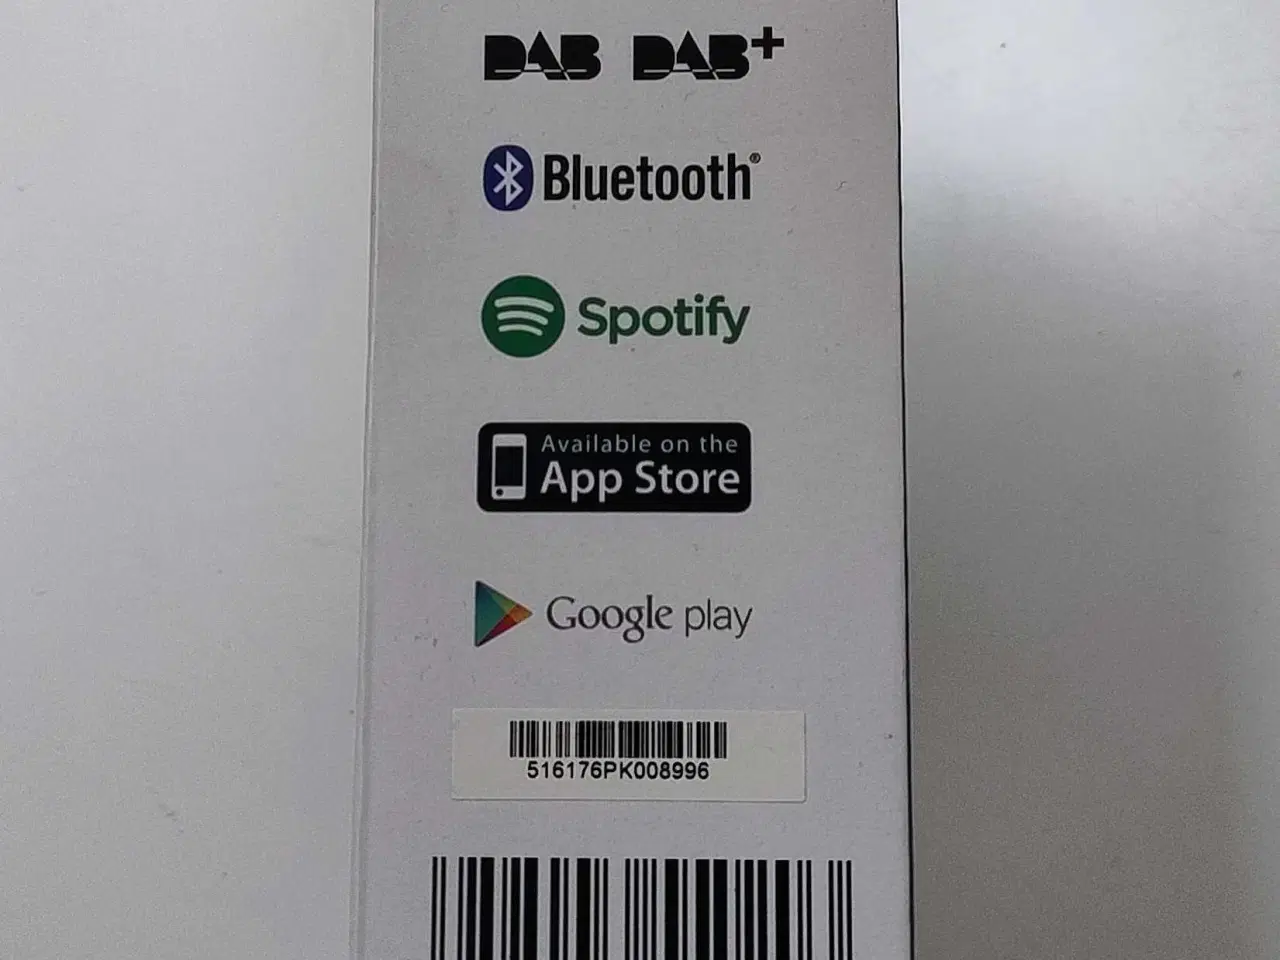 DAB DAB+
Bluetooth®
Spotify
Available on the
App Store
Google play
516176PK008996